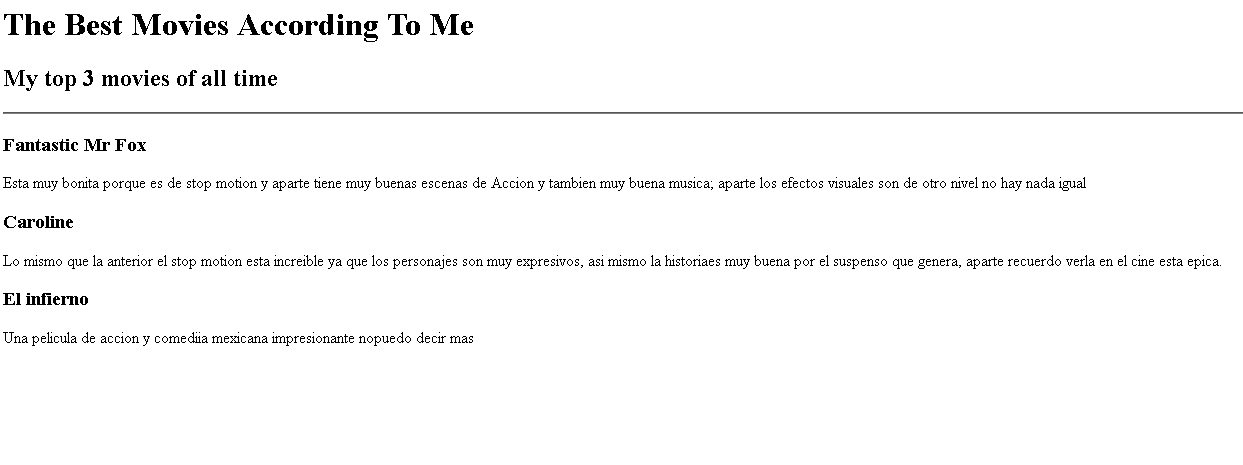 The Best Movies According To Me
My top 3 movies of all time
Fantastic Mr Fox
Esta muy bonita porque es de stop motion y aparte tiene muy buenas escenas de Accion y tambien muy buena musica; aparte los efectos visuales son de otro nivel no hay nada igual
Caroline
Lo mismo que la anterior el stop motion esta increible ya que los personajes son muy expresivos, asi mismo la historiaes muy buena por el suspenso que genera, aparte recuerdo verla en el cine esta epica.
El infierno
Una pelicula de accion y comediia mexicana impresionante nopuedo decir mas